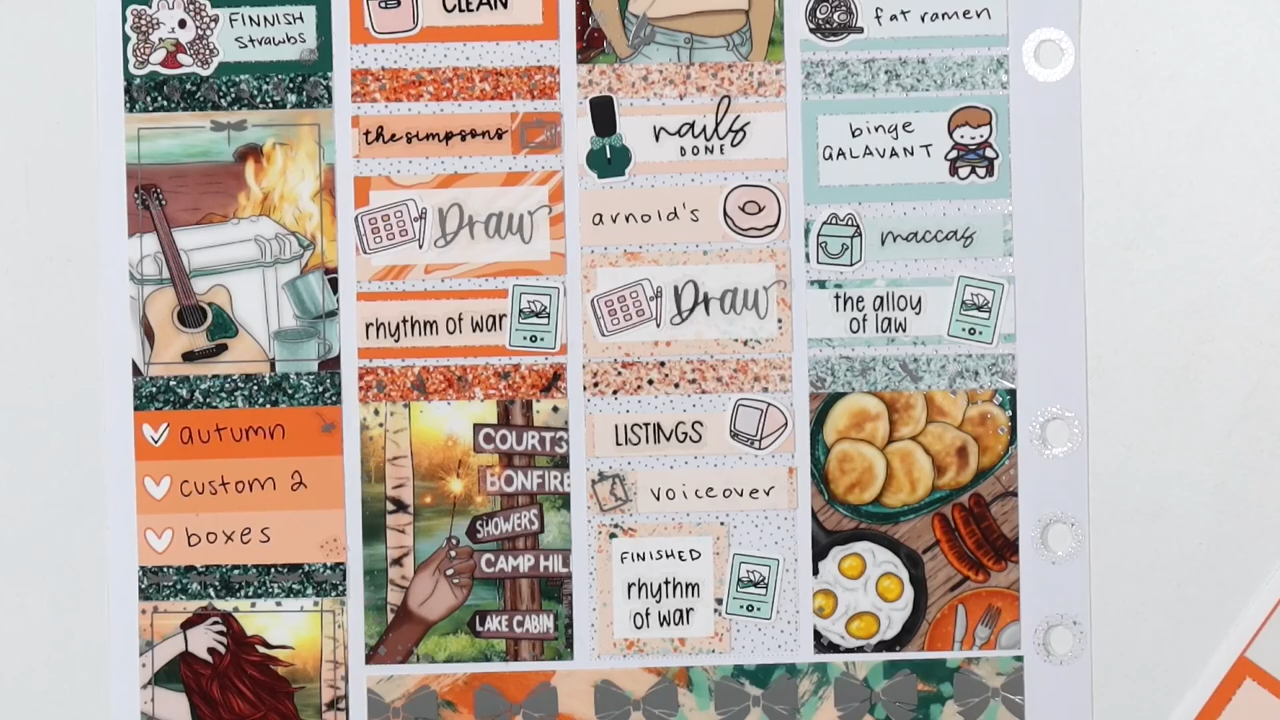 FINNISH
strawbs
autumn
custom 2
boxes
CLEAN
the simpsons
Draw
rhythm of war
COURTS
BONFIRE
SHOWERS
CAMP HIL
LAKE CABIN
nails
DONE
arnold's
Draw
LISTINGS
voiceover
FINISHED
rhythm
of war
fat ramen
binge
GALAVANT
maccas
the alloy
of law